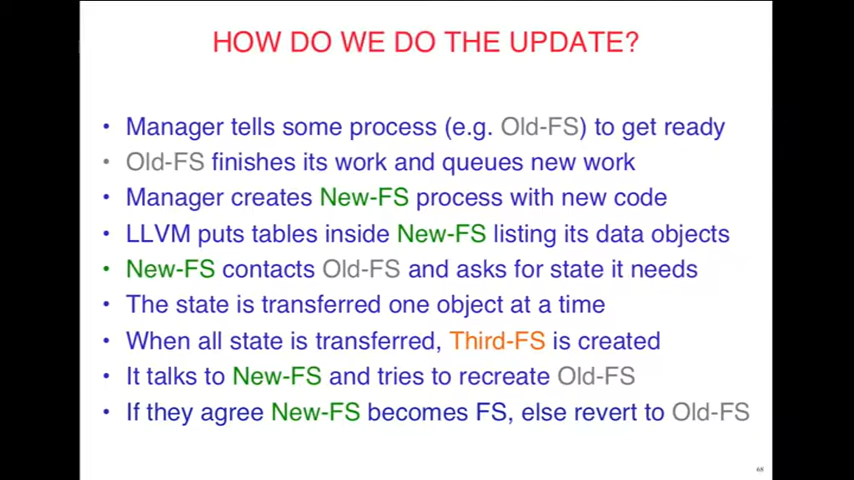 HOW DO WE DO THE UPDATE?
• Manager tells some process (e.g. Old-FS) to get ready
• Old-FS finishes its work and queues new work
• Manager creates New-FS process with new code
• LLVM puts tables inside New-FS listing its data objects
• New-FS contacts Old-FS and asks for state it needs
• The state is transferred one object at a time
• When all state is transferred, Third-FS is created
• It talks to New-FS and tries to recreate Old-FS
• If they agree New-FS becomes FS, else revert to Old-FS